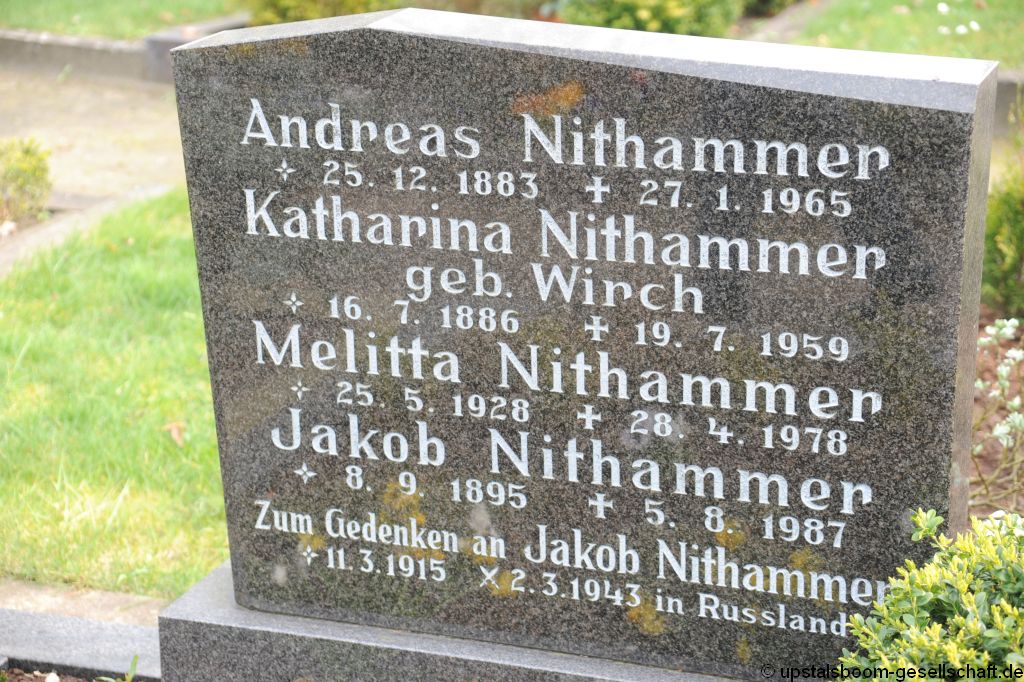 Andreas Nithammer
✧ 25. 12. 1883 ✝ 27. 1. 1965
Katharina Nithammer
geb. Wirch
✧ 16. 7. 1886 ✝ 19. 7. 1959
Melitta Nithammer
✧ 25. 5. 1928 ✝ 28. 4. 1978
Jakob Nithammer
✧ 8. 9. 1895 ✝ 5. 8. 1987
Zum Gedenken an Jakob Nithammer
✧ 11.3.1915 ✕ 2.3.1943 in Russland
© upstalsboom-gesellschaft.de